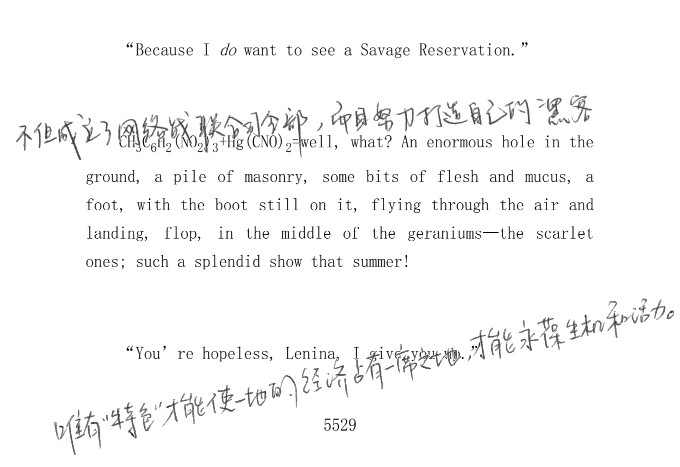 “Because I do want to see a Savage Reservation.”
不但成立了网络战联合司令部，而且努力打造自己的黑客
CH₃C₆H₂(NO₂)₃+Hg(CNO)₂=well, what? An enormous hole in the
ground, a pile of masonry, some bits of flesh and mucus, a
foot, with the boot still on it, flying through the air and
landing, flop, in the middle of the geraniums—the scarlet
ones; such a splendid show that summer!
“You’re hopeless, Lenina, I give you up.”
唯有“特色”才能使一地的经济占有一席之地，才能永葆生机和活力。
5529